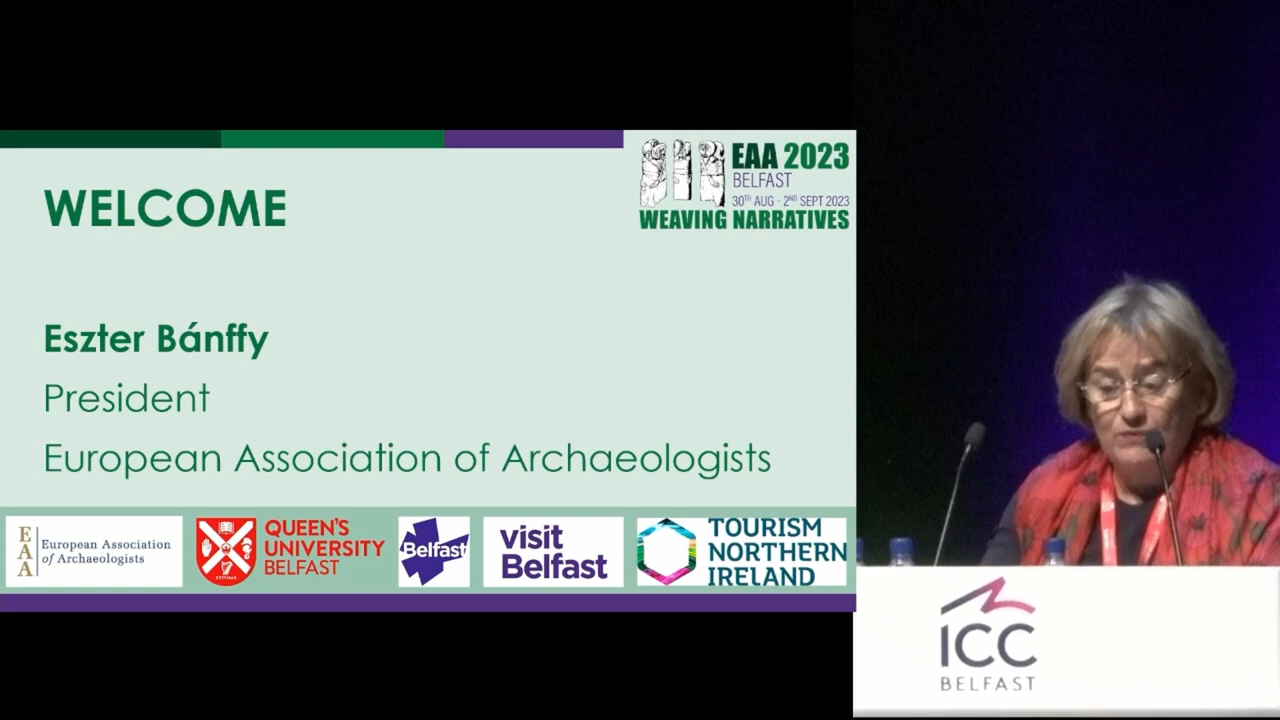 WELCOME
EAA 2023
BELFAST
30TH AUG - 2ND SEPT 2023
WEAVING NARRATIVES
Eszter Bánffy
President
European Association of Archaeologists
EAA
European Association
of Archaeologists
QUEEN'S
UNIVERSITY
BELFAST
Belfast
visit
Belfast
TOURISM
NORTHERN
IRELAND
ICC
BELFAST